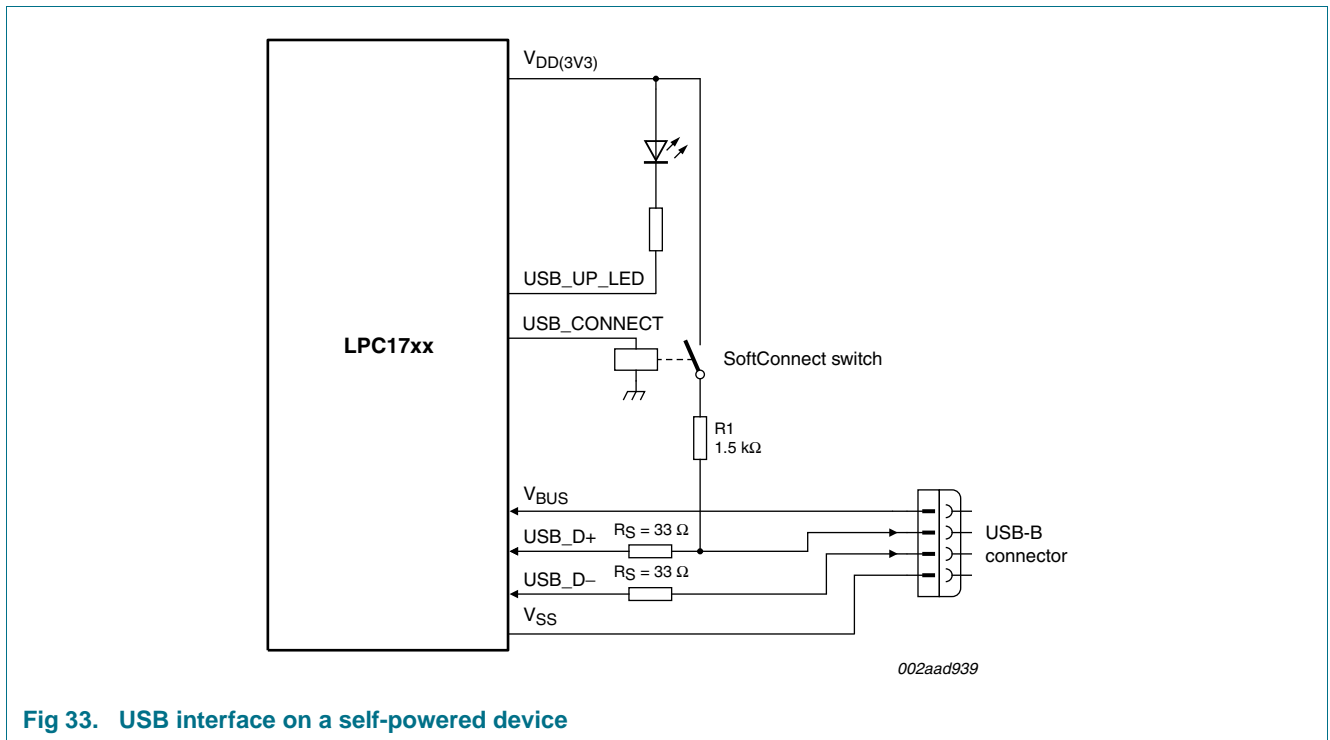 VDD(3V3)
USB_UP_LED
USB_CONNECT
LPC17xx
SoftConnect switch
R1
1.5 kΩ
VBUS
USB_D+
RS = 33 Ω
USB_D−
RS = 33 Ω
VSS
USB-B
connector
002aad939
Fig 33. USB interface on a self-powered device